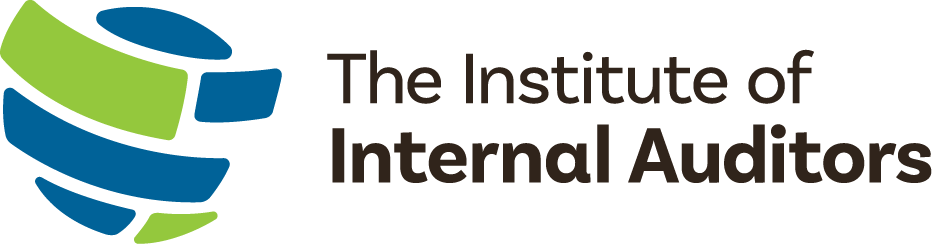 The Institute of
Internal Auditors